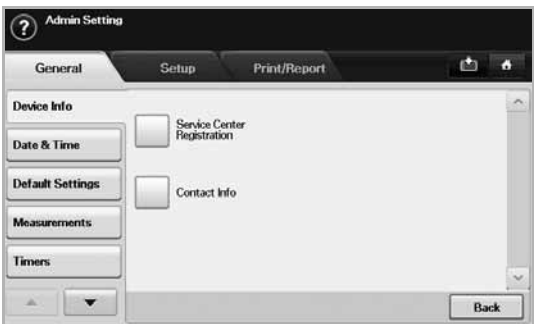 ? Admin Setting
General Setup Print/Report
Device Info
Service Center
Registration
Date & Time
Default Settings
Contact Info
Measurements
Timers
Back